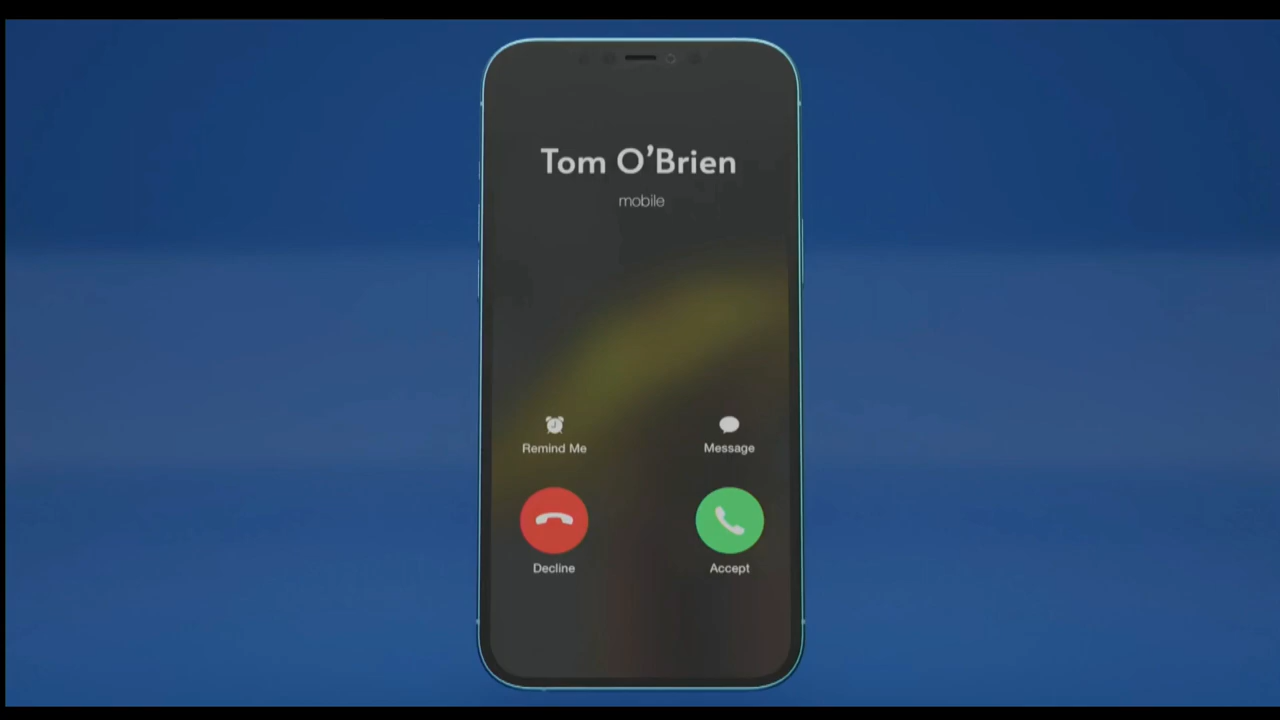 Tom O’Brien
mobile
Remind Me
Message
Decline
Accept